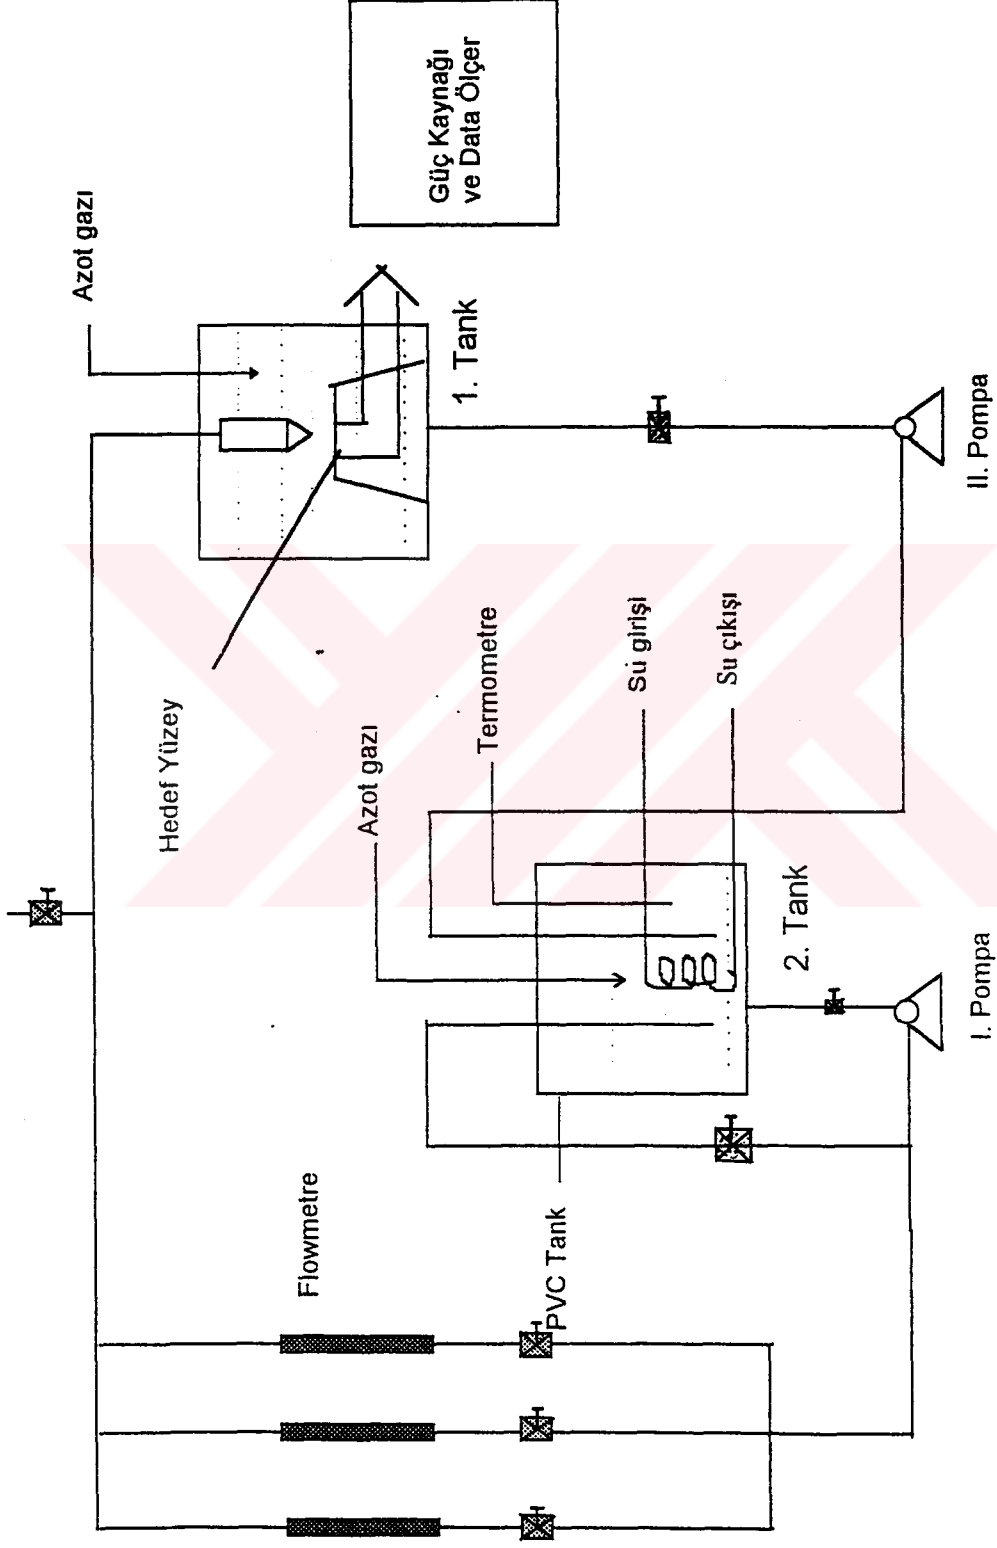 Azot gazı
Güç Kaynağı
ve Data Ölçer
1. Tank
Hedef Yüzey
II. Pompa
Azot gazı
Termometre
Su girişi
Su çıkışı
2. Tank
I. Pompa
Flowmetre
PVC Tank